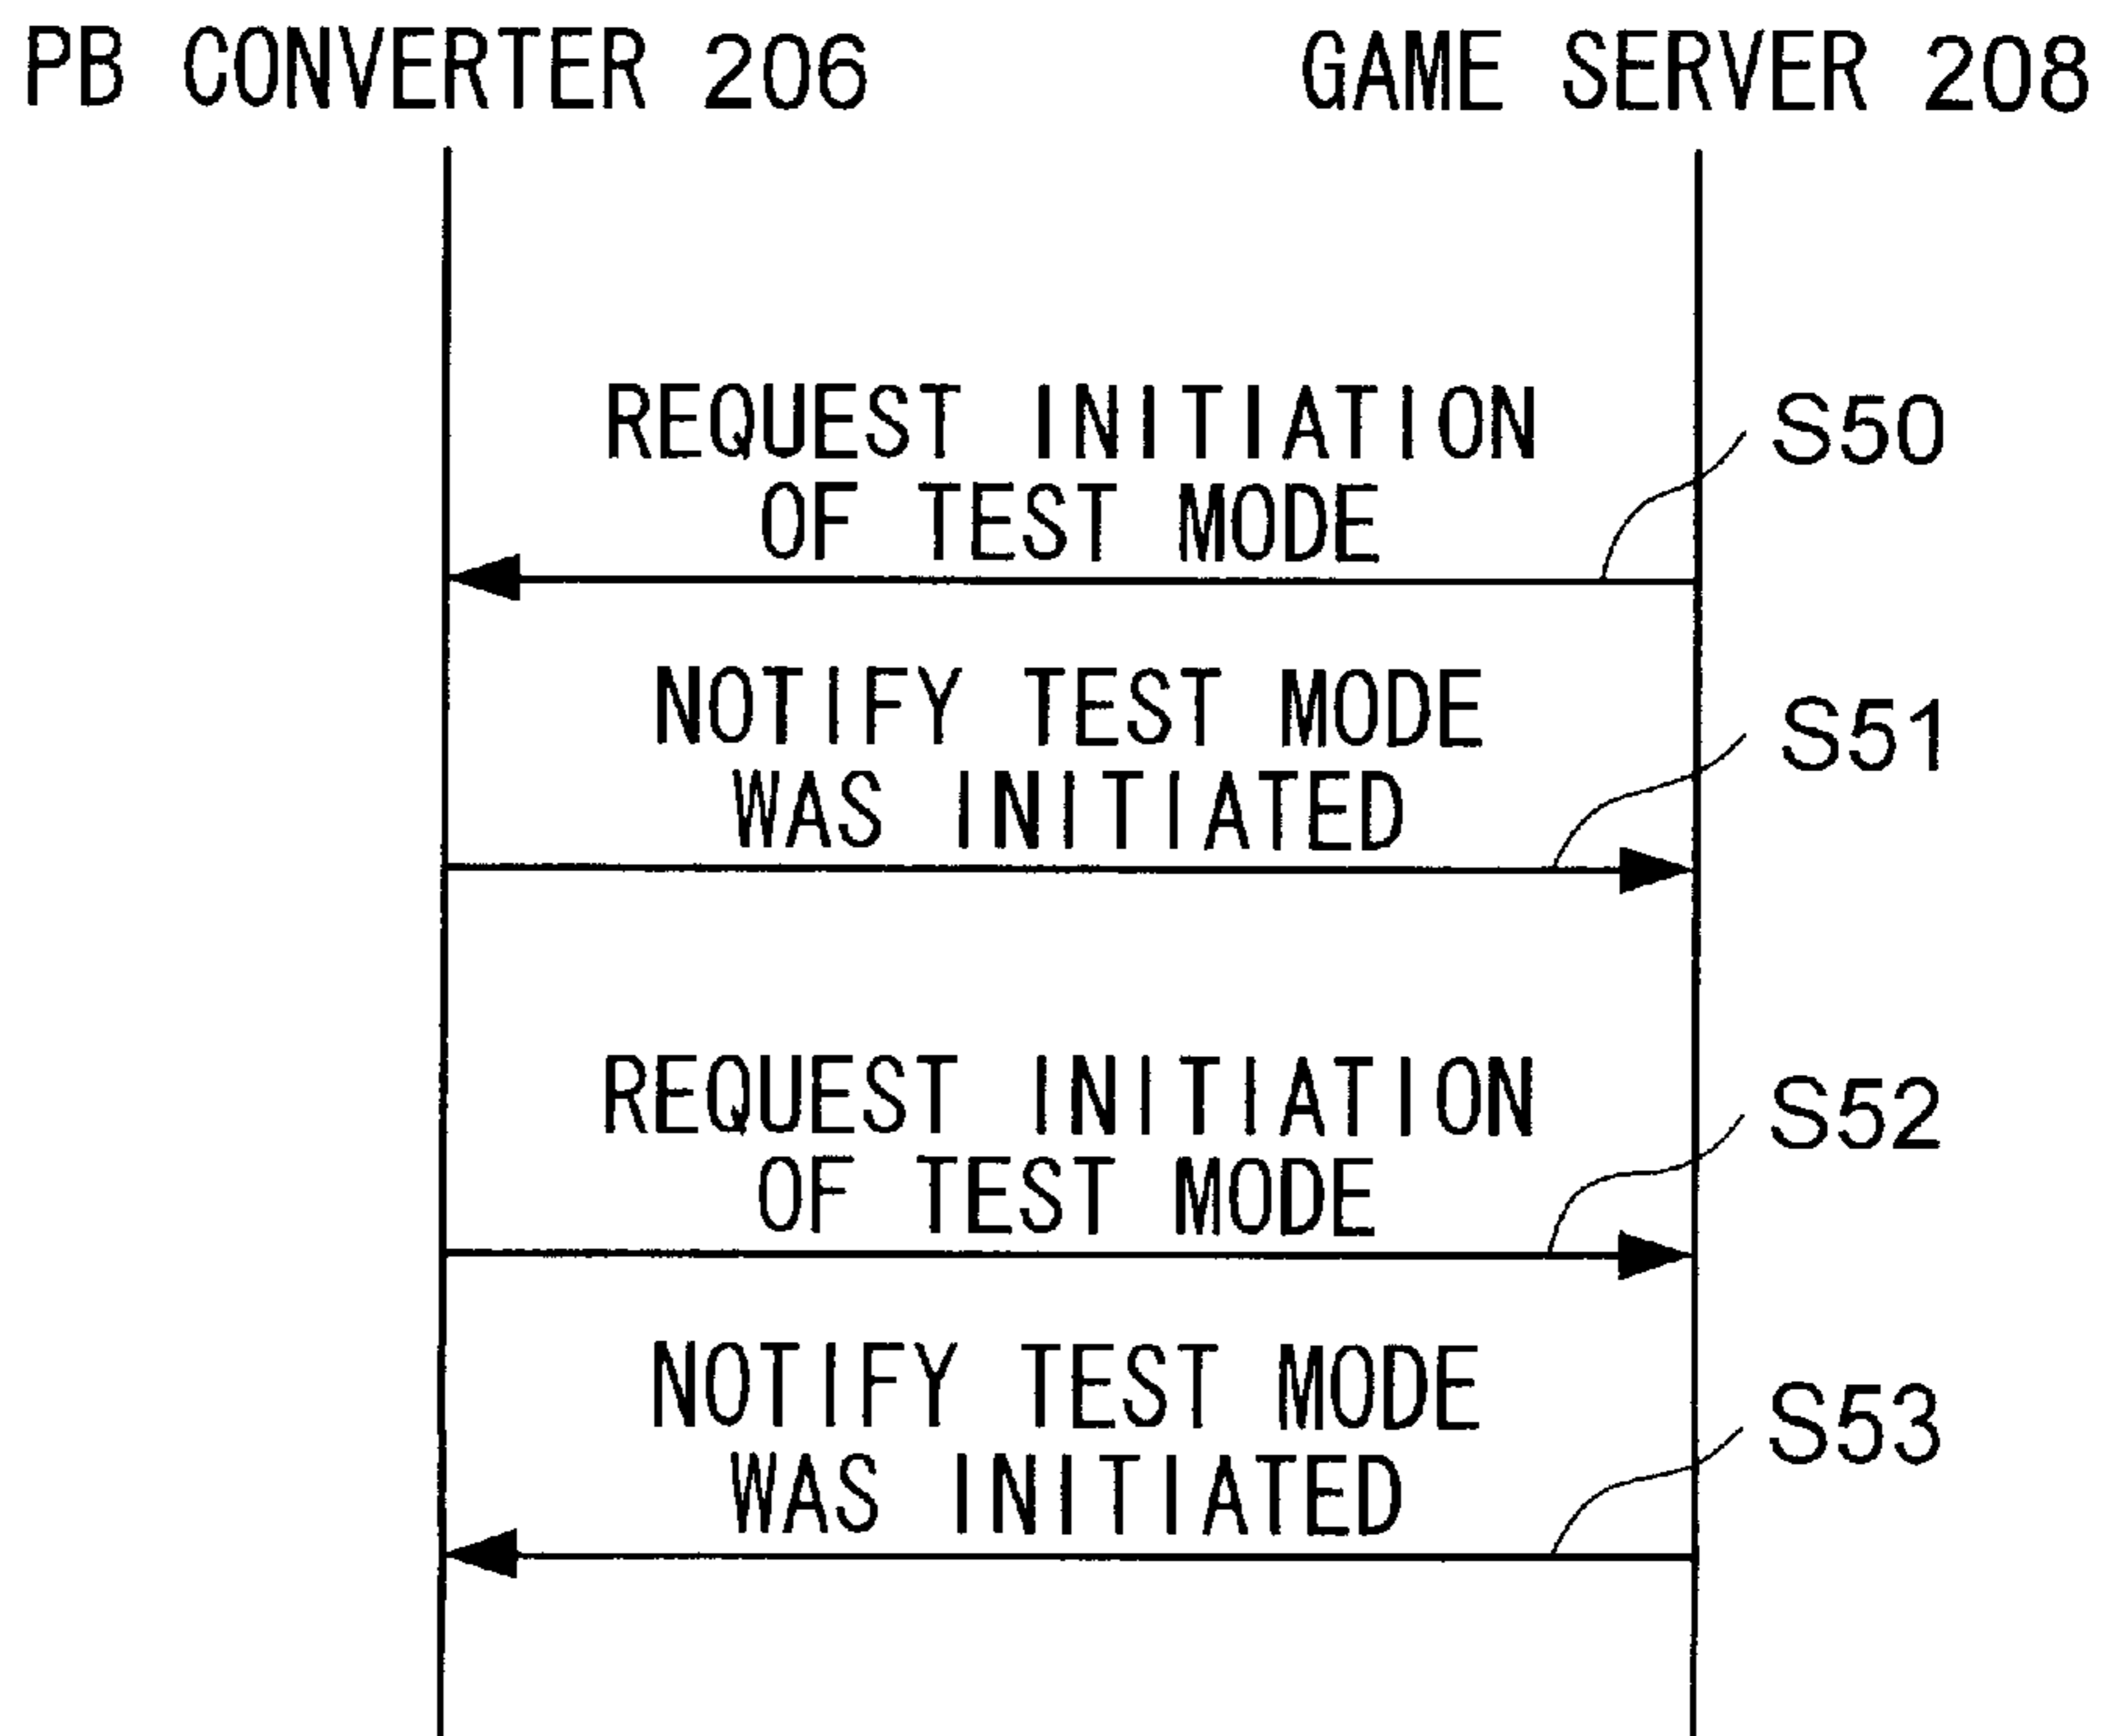 PB CONVERTER 206
GAME SERVER 208
REQUEST INITIATION
OF TEST MODE
S50
NOTIFY TEST MODE
WAS INITIATED
S51
REQUEST INITIATION
OF TEST MODE
S52
NOTIFY TEST MODE
WAS INITIATED
S53